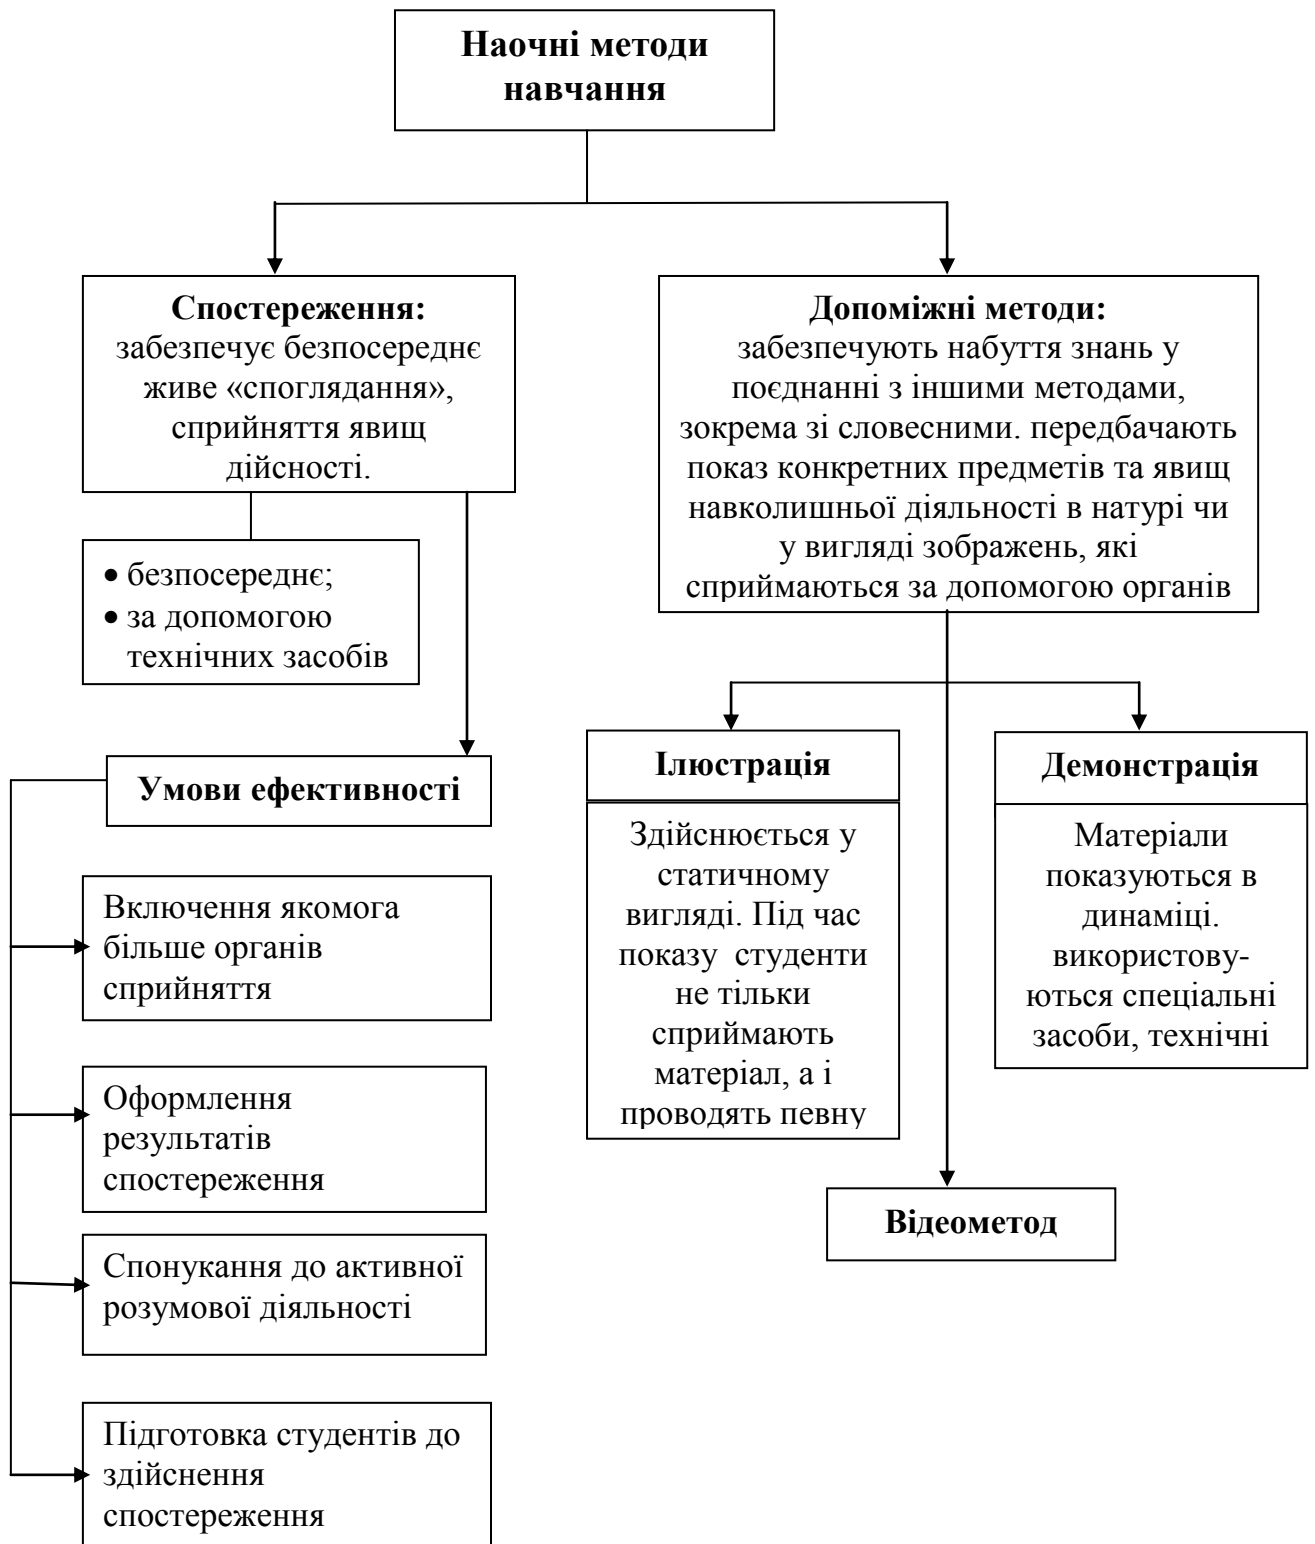 Наочні методи
навчання
Спостереження:
забезпечує безпосереднє
живе «споглядання»,
сприйняття явищ
дійсності.
• безпосереднє;
• за допомогою
технічних засобів
Умови ефективності
Включення якомога
більше органів
сприйняття
Оформлення
результатів
спостереження
Спонукання до активної
розумової діяльності
Підготовка студентів до
здійснення
спостереження
Допоміжні методи:
забезпечують набуття знань у
поєднанні з іншими методами,
зокрема зі словесними. передбачають
показ конкретних предметів та явищ
навколишньої діяльності в натурі чи
у вигляді зображень, які
сприймаються за допомогою органів
Ілюстрація
Здійснюється у
статичному
вигляді. Під час
показу студенти
не тільки
сприймають
матеріал, а і
проводять певну
Демонстрація
Матеріали
показуються в
динаміці.
використову-
ються спеціальні
засоби, технічні
Відеометод